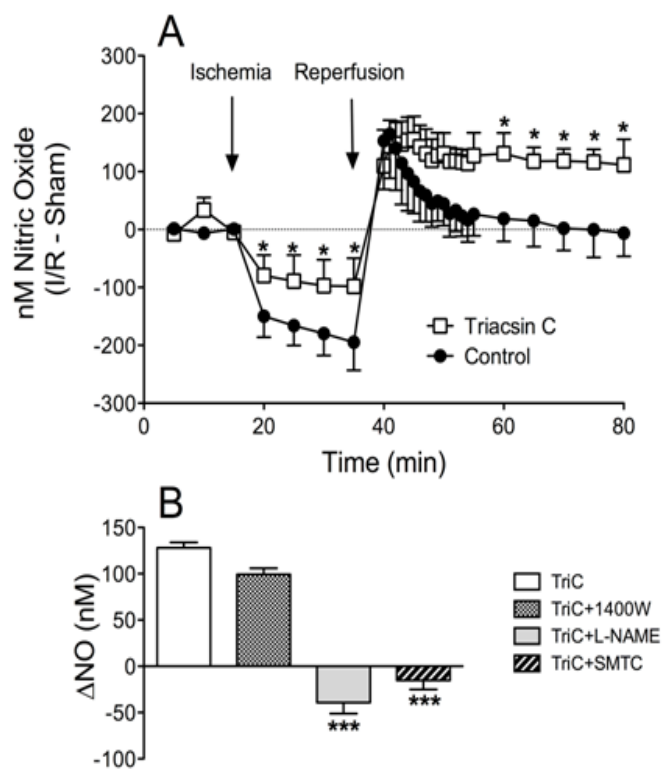 A
Ischemia Reperfusion
nM Nitric Oxide
(I/R - Sham)
300
200
100
0
-100
-200
-300
* * * *
* * * * *
Triacsin C
Control
0 20 40 60 80
Time (min)
B
ΔNO (nM)
150
100
50
0
-50
-100
*** ***
TriC
TriC+1400W
TriC+L-NAME
TriC+SMTC